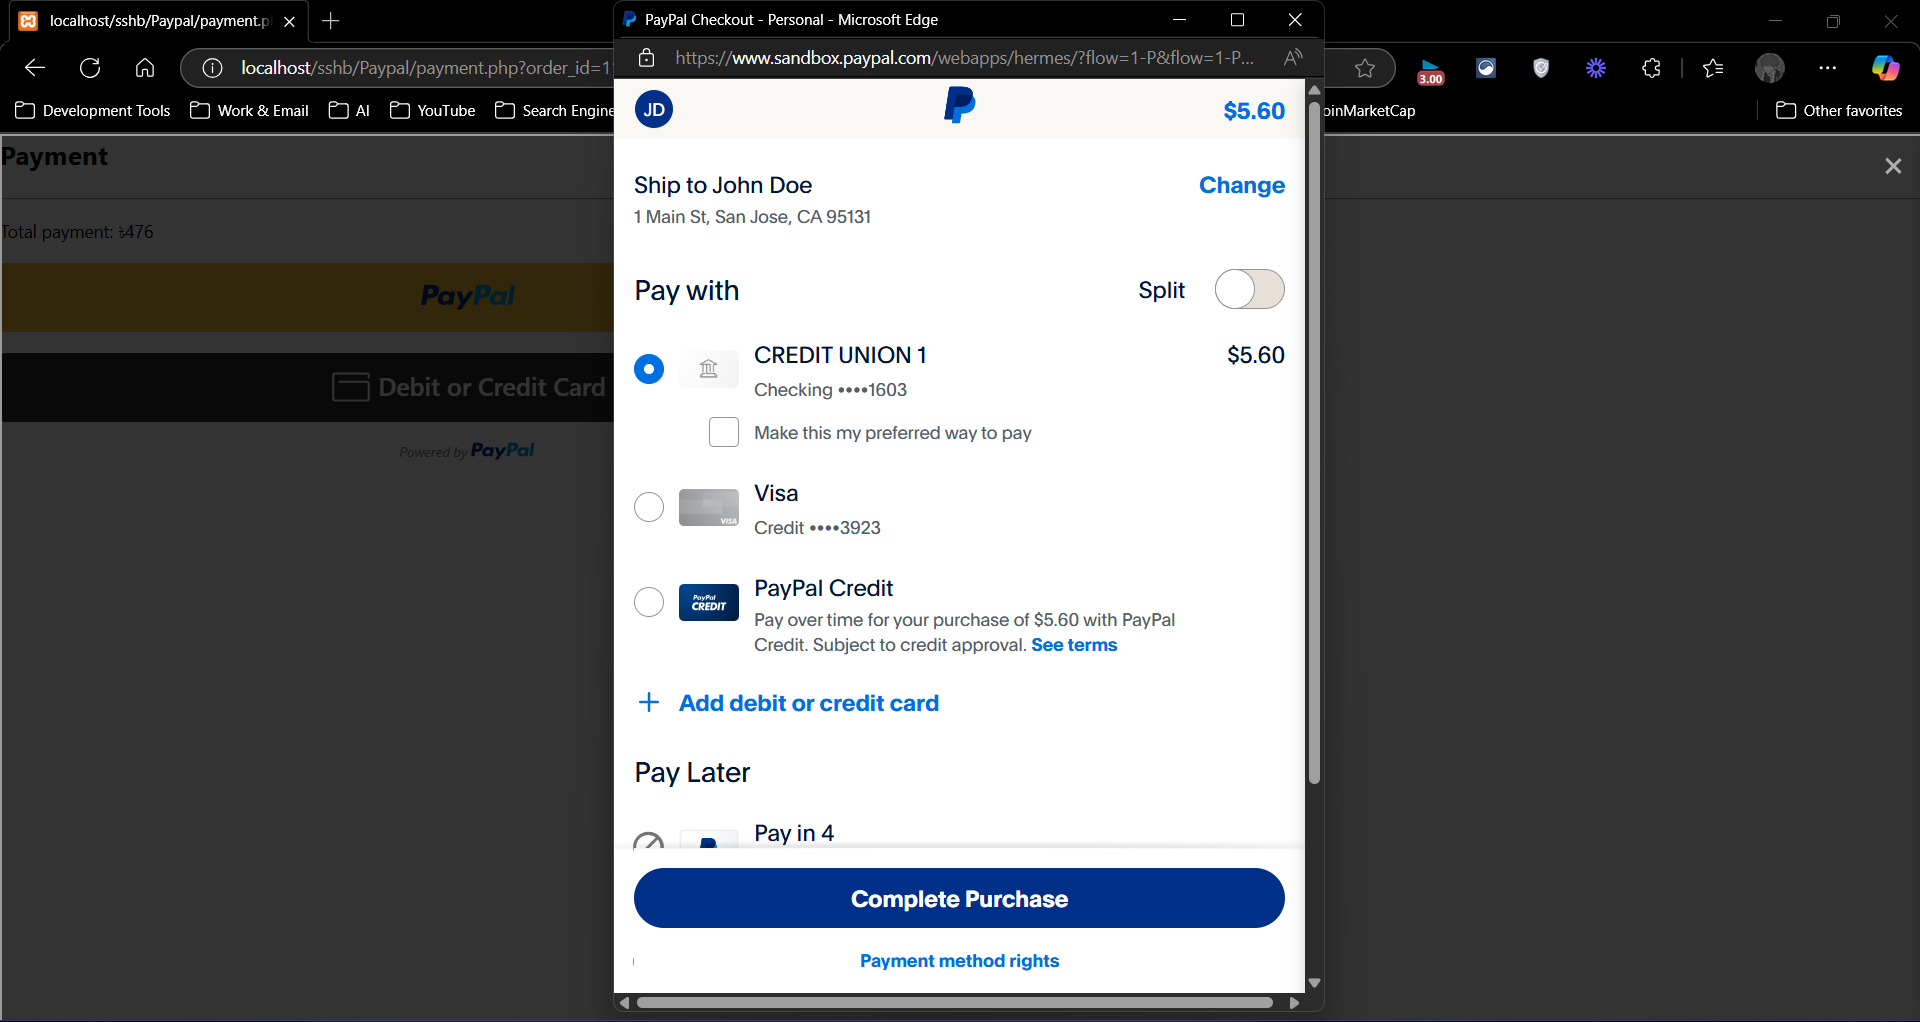 localhost/sshb/Paypal/payment.p
PayPal Checkout - Personal - Microsoft Edge
localhost/sshb/Paypal/payment.php?order_id=1
https://www.sandbox.paypal.com/webapps/hermes/?flow=1-P&flow=1-P...
3.00
Development Tools
Work & Email
AI
YouTube
Search Engine
oinMarketCap
Other favorites
Payment
Total payment: ৳476
PayPal
Debit or Credit Card
Powered by PayPal
JD
$5.60
Ship to John Doe
Change
1 Main St, San Jose, CA 95131
Pay with
Split
CREDIT UNION 1
$5.60
Checking ••••1603
Make this my preferred way to pay
Visa
VISA
Credit ••••3923
PayPal Credit
PayPal
CREDIT
Pay over time for your purchase of $5.60 with PayPal
Credit. Subject to credit approval. See terms
Add debit or credit card
Pay Later
Pay in 4
Complete Purchase
Payment method rights